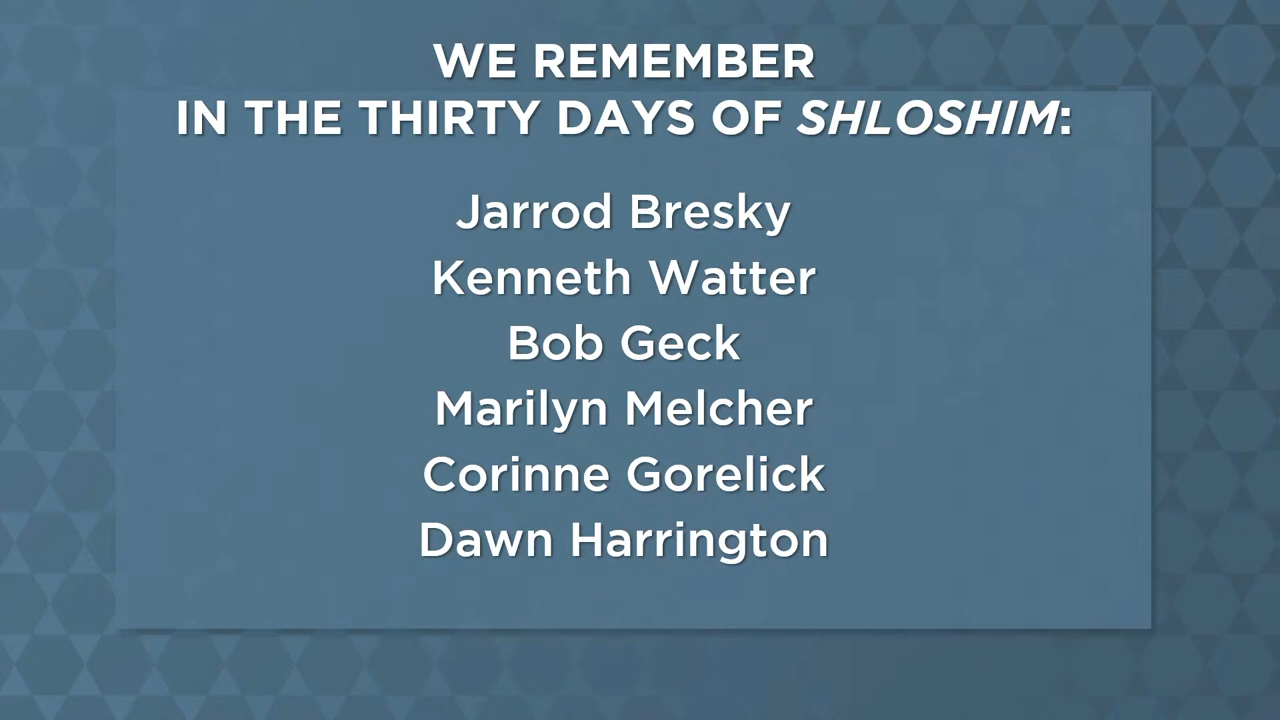 WE REMEMBER
IN THE THIRTY DAYS OF SHLOSHIM:
Jarrod Bresky
Kenneth Watter
Bob Geck
Marilyn Melcher
Corinne Gorelick
Dawn Harrington